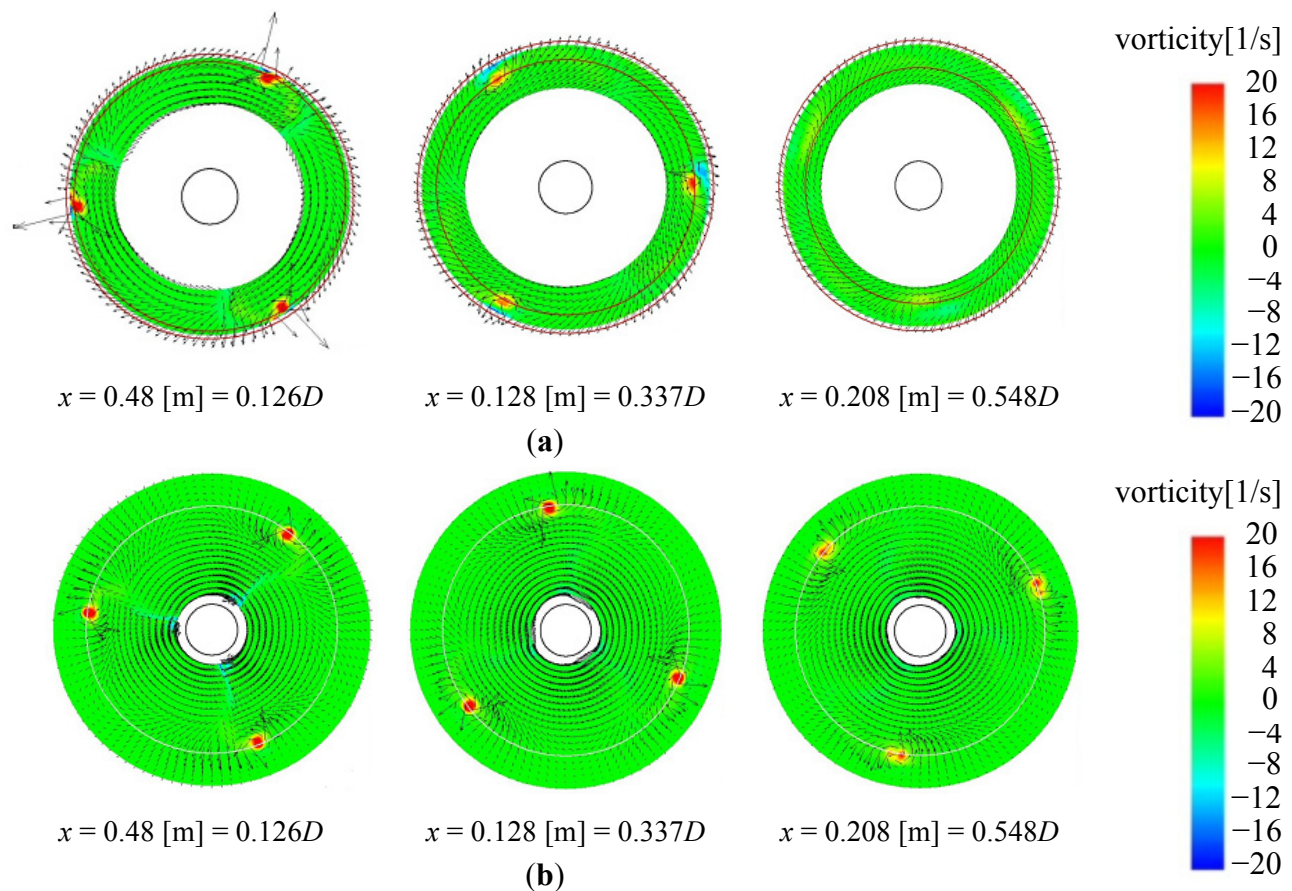 vorticity[1/s]
20
16
12
8
4
0
−4
−8
−12
−16
−20
x = 0.48 [m] = 0.126D
x = 0.128 [m] = 0.337D
x = 0.208 [m] = 0.548D
(a)
vorticity[1/s]
20
16
12
8
4
0
−4
−8
−12
−16
−20
x = 0.48 [m] = 0.126D
x = 0.128 [m] = 0.337D
x = 0.208 [m] = 0.548D
(b)